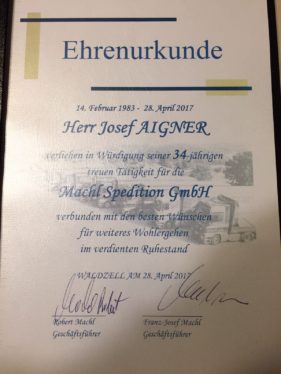 Ehrenurkunde
14. Februar 1983 - 28. April 2017
Herr Josef AIGNER
verliehen in Würdigung seiner 34-jährigen
treuen Tätigkeit für die
Machl Spedition GmbH
verbunden mit den besten Wünschen
für weiteres Wohlergehen
im verdienten Ruhestand
WALDZELL AM 28. April 2017
Robert Machl
Franz-Josef Machl
Geschäftsführer
Geschäftsführer